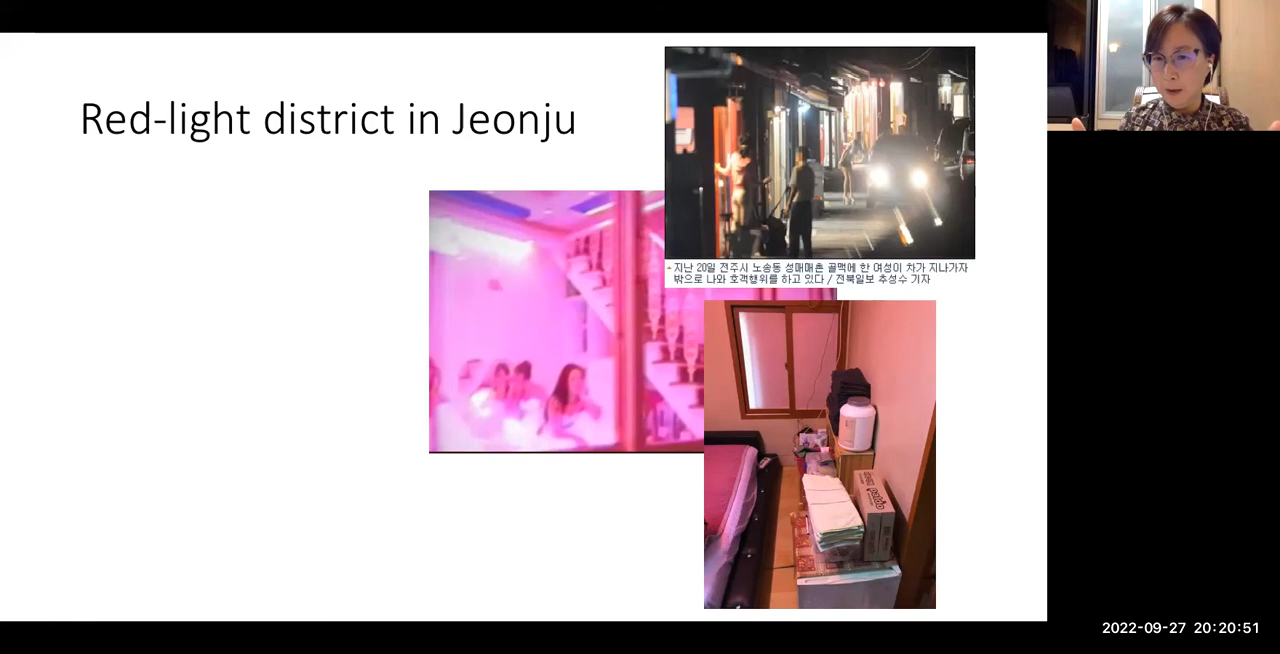 Red-light district in Jeonju
지난 20일 전주시 노송동 성매매촌 골맥에 한 여성이 차가 지나가자
밖으로 나와 호객행위를 하고 있다 / 전북일보 추성수 기자
paldo
2022-09-27 20:20:51